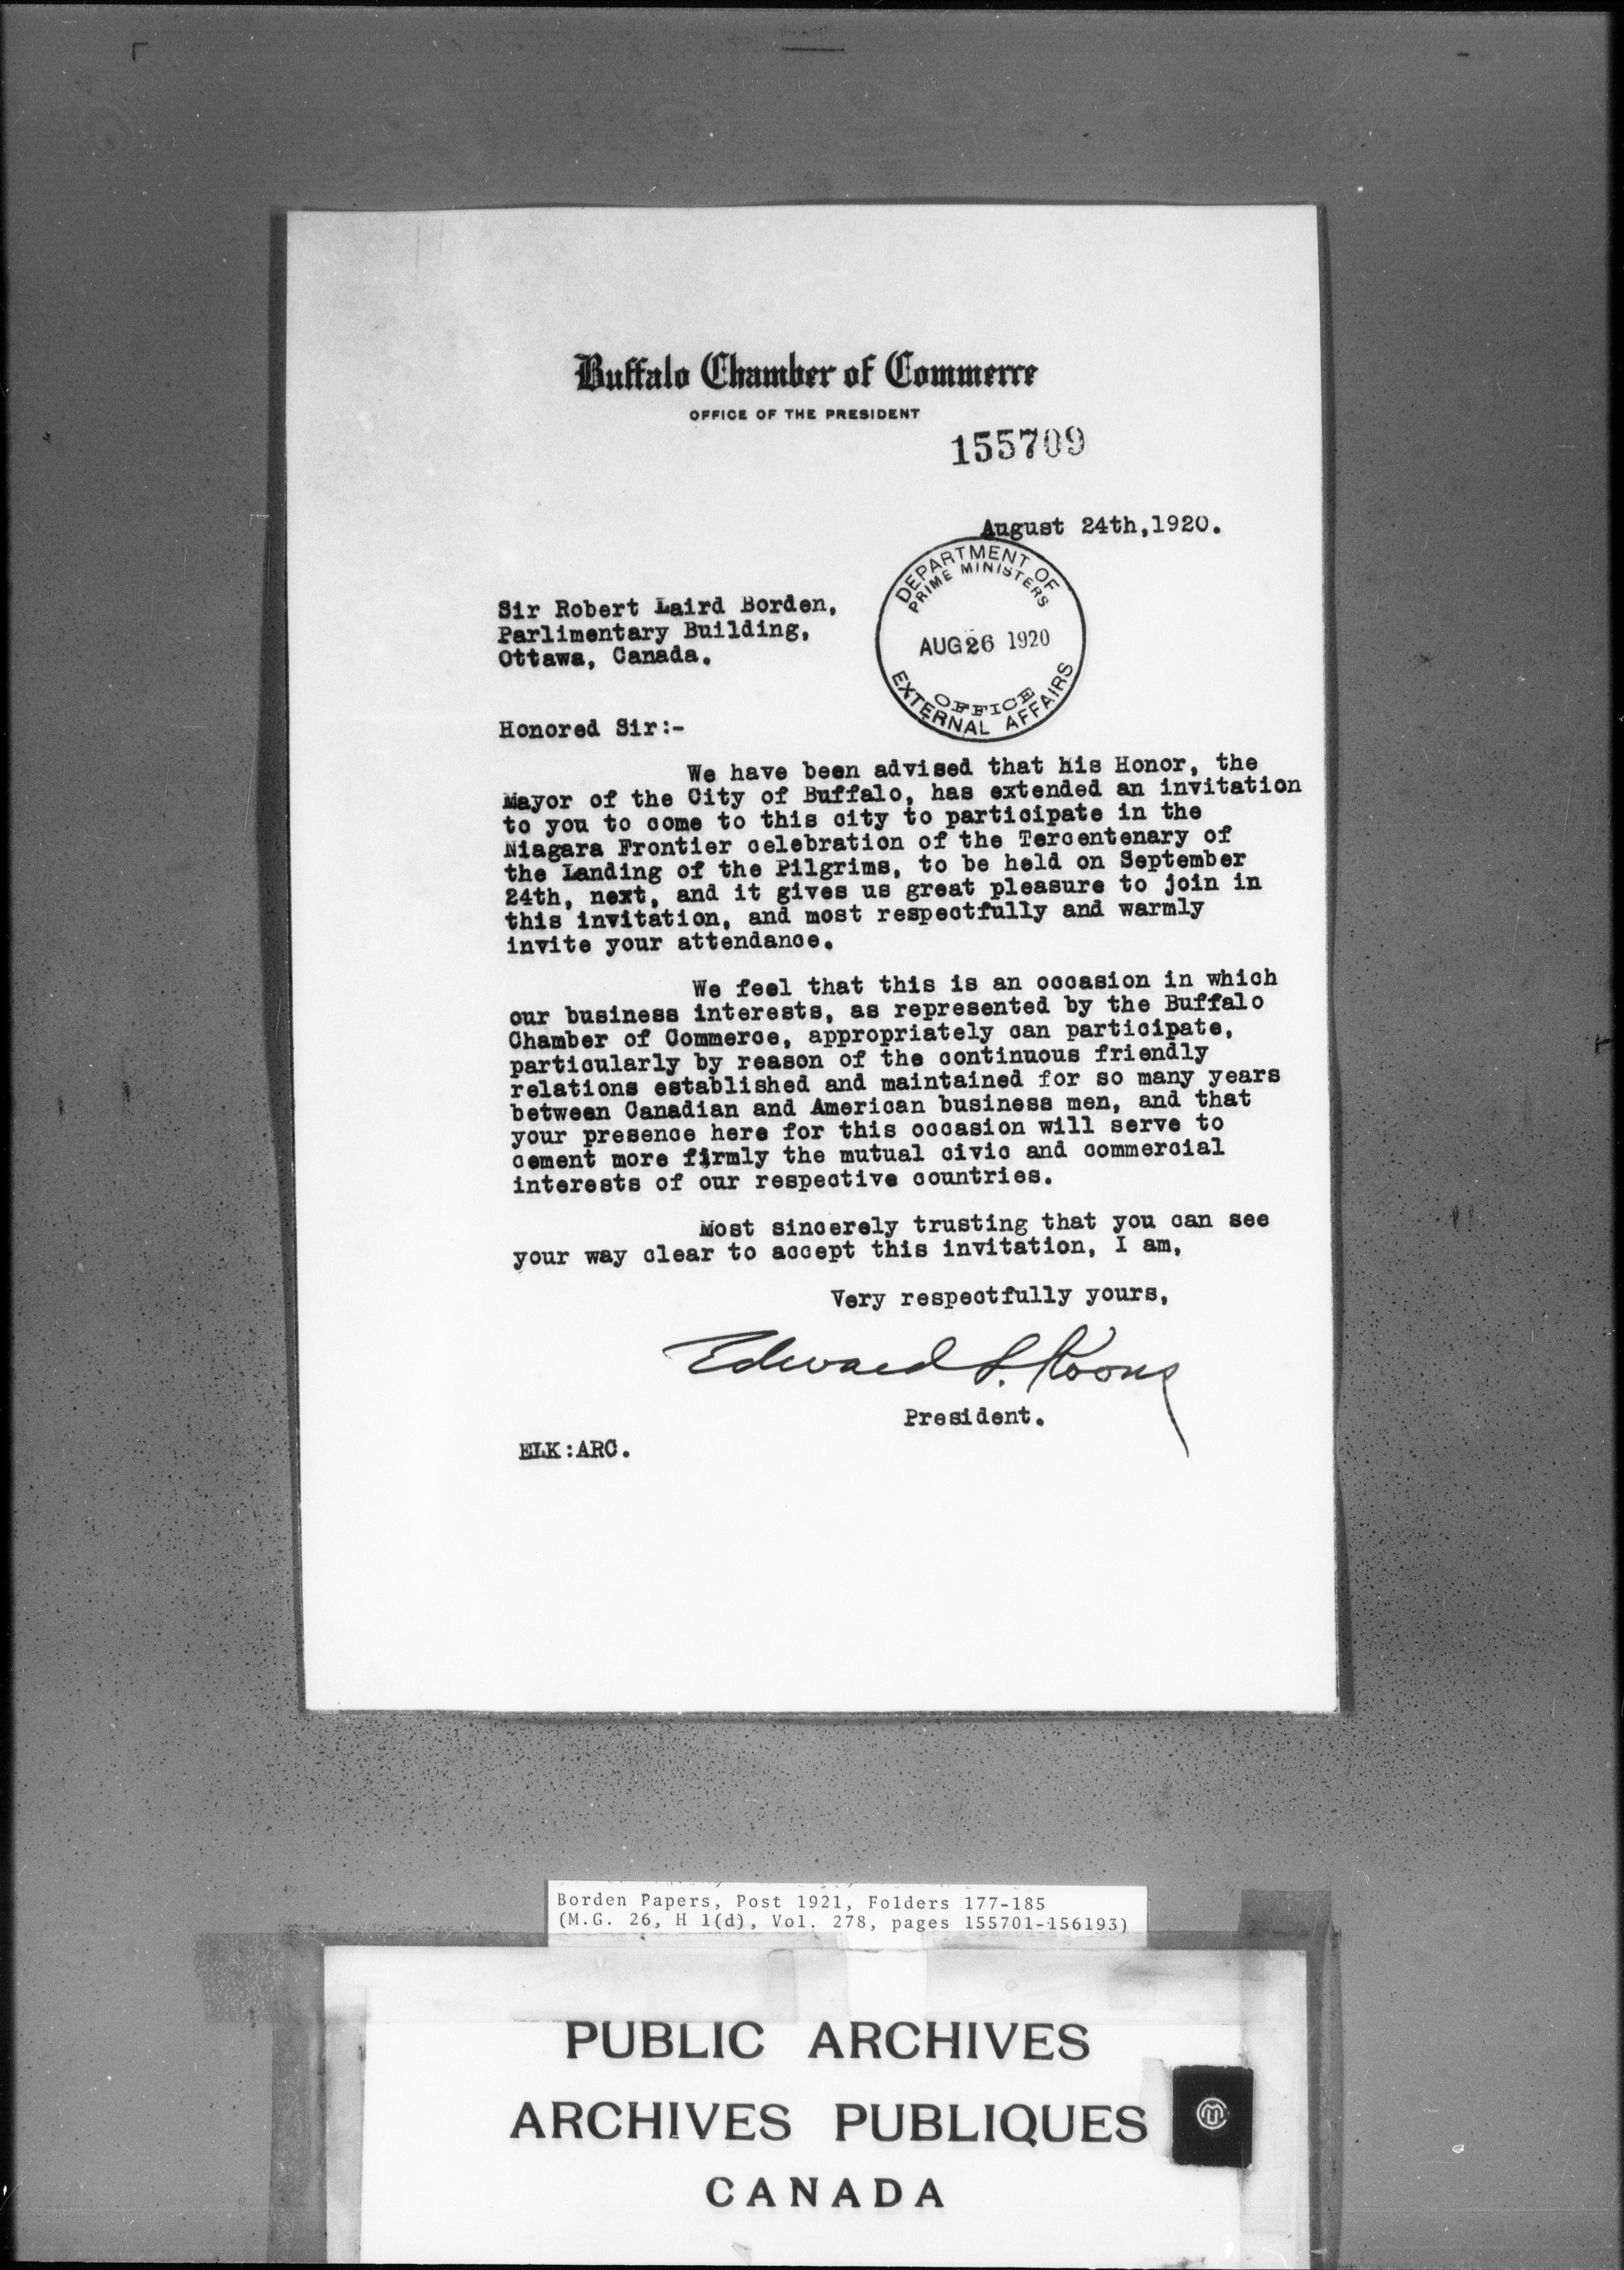 Buffalo Chamber of Commerce
OFFICE OF THE PRESIDENT
155709
August 24th,1920.
DEPARTMENT OF
PRIME MINISTERS
AUG 26 1920
OFFICE
EXTERNAL AFFAIRS
Sir Robert Laird Borden,
Parlimentary Building,
Ottawa, Canada.
Honored Sir:-
We have been advised that his Honor, the
Mayor of the City of Buffalo, has extended an invitation
to you to come to this city to participate in the
Niagara Frontier celebration of the Tercentenary of
the Landing of the Pilgrims, to be held on September
24th, next, and it gives us great pleasure to join in
this invitation, and most respectfully and warmly
invite your attendance.
We feel that this is an occasion in which
our business interests, as represented by the Buffalo
Chamber of Commerce, appropriately can participate,
particularly by reason of the continuous friendly
relations established and maintained for so many years
between Canadian and American business men, and that
your presence here for this occasion will serve to
cement more firmly the mutual civic and commercial
interests of our respective countries.
Most sincerely trusting that you can see
your way clear to accept this invitation, I am,
Very respectfully yours,
Edward L. Koons
President.
ELK:ARC.
Borden Papers, Post 1921, Folders 177-185
(M.G. 26, H 1(d), Vol. 278, pages 155701-156193)
PUBLIC ARCHIVES
ARCHIVES PUBLIQUES
CANADA